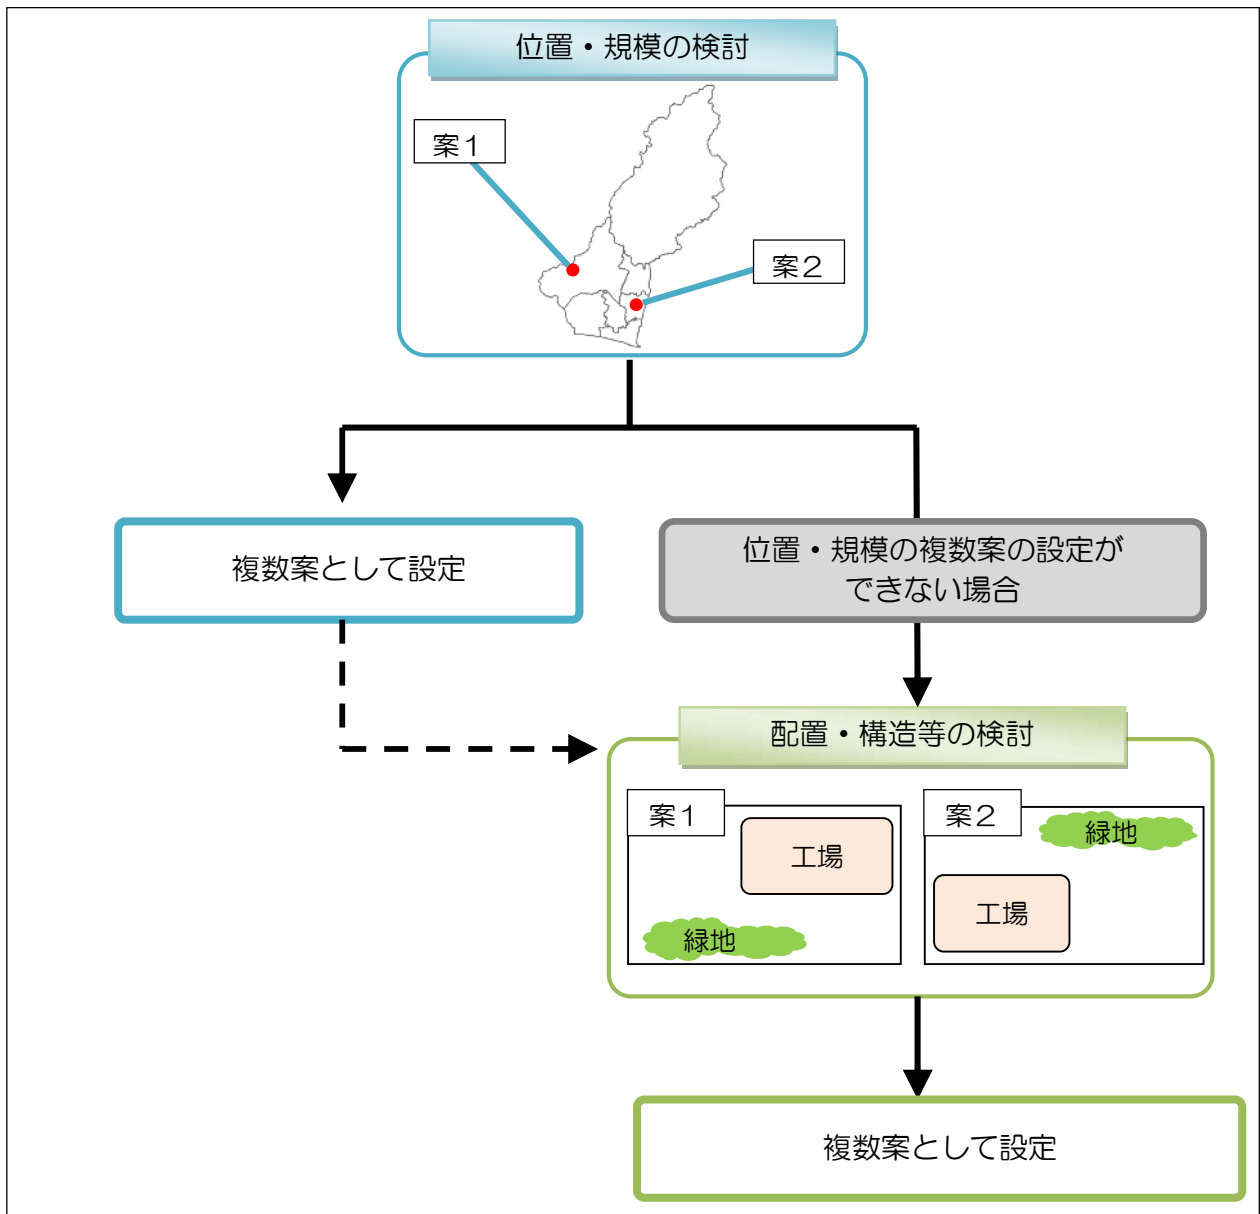 位置・規模の検討
案１
案２
複数案として設定
位置・規模の複数案の設定が
できない場合
配置・構造等の検討
案１
工場
緑地
案２
緑地
工場
複数案として設定